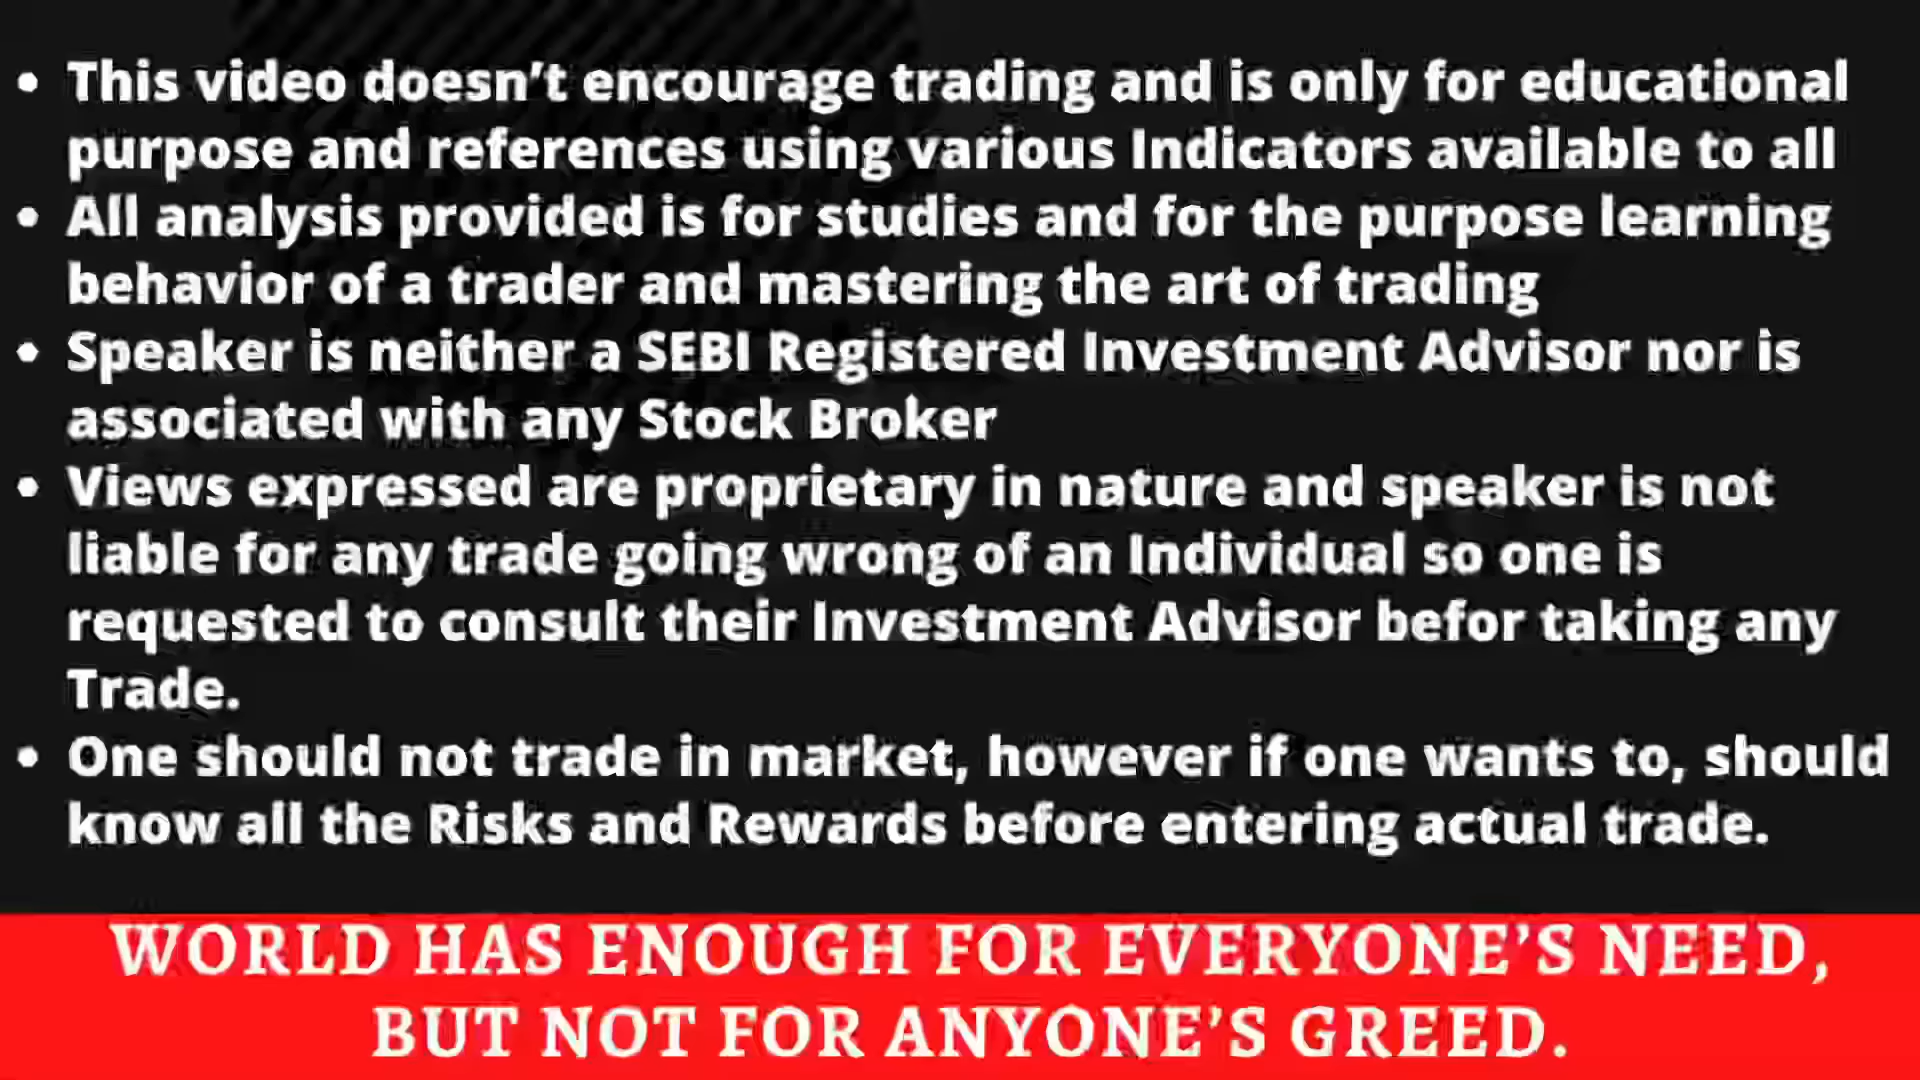 • This video doesn’t encourage trading and is only for educational
purpose and references using various Indicators available to all
• All analysis provided is for studies and for the purpose learning
behavior of a trader and mastering the art of trading
• Speaker is neither a SEBI Registered Investment Advisor nor is
associated with any Stock Broker
• Views expressed are proprietary in nature and speaker is not
liable for any trade going wrong of an Individual so one is
requested to consult their Investment Advisor befor taking any
Trade.
• One should not trade in market, however if one wants to, should
know all the Risks and Rewards before entering actual trade.
WORLD HAS ENOUGH FOR EVERYONE’S NEED,
BUT NOT FOR ANYONE’S GREED.